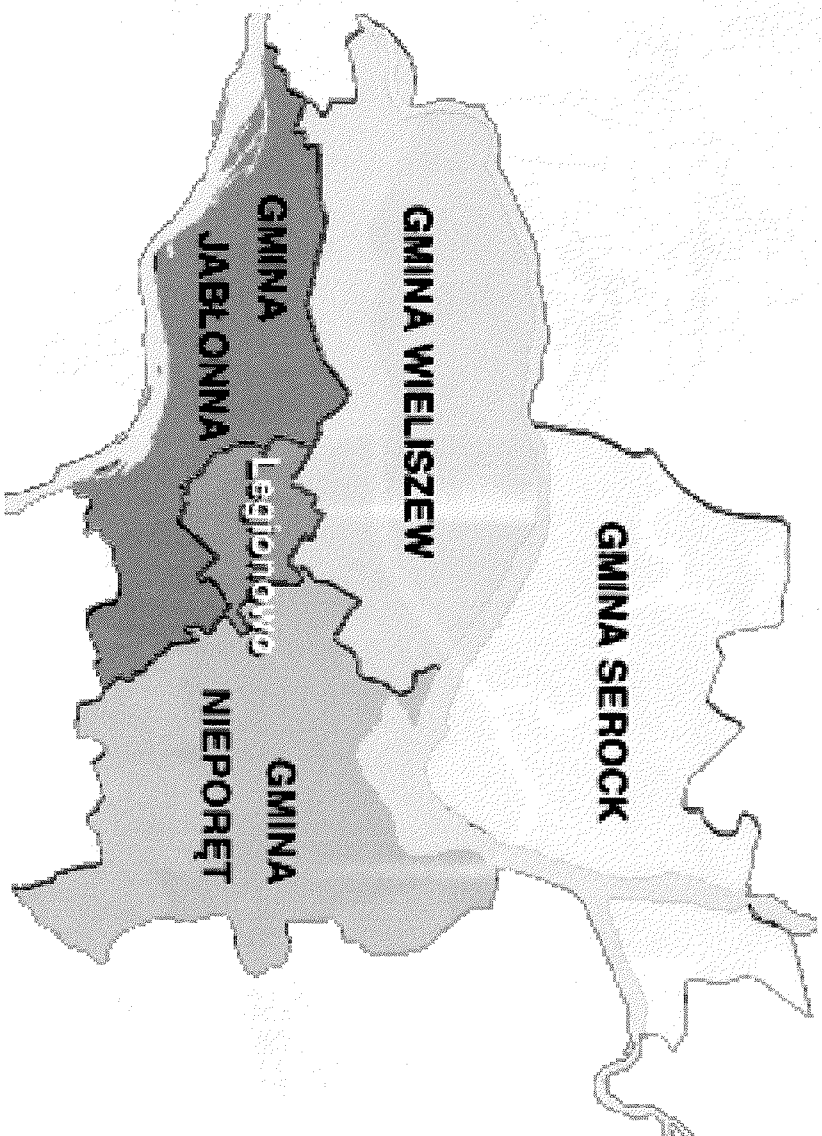 GMINA SEROCK
GMINA WIELISZEW
GMINA
JABŁONNA
Legionowo
GMINA
NIEPORĘT